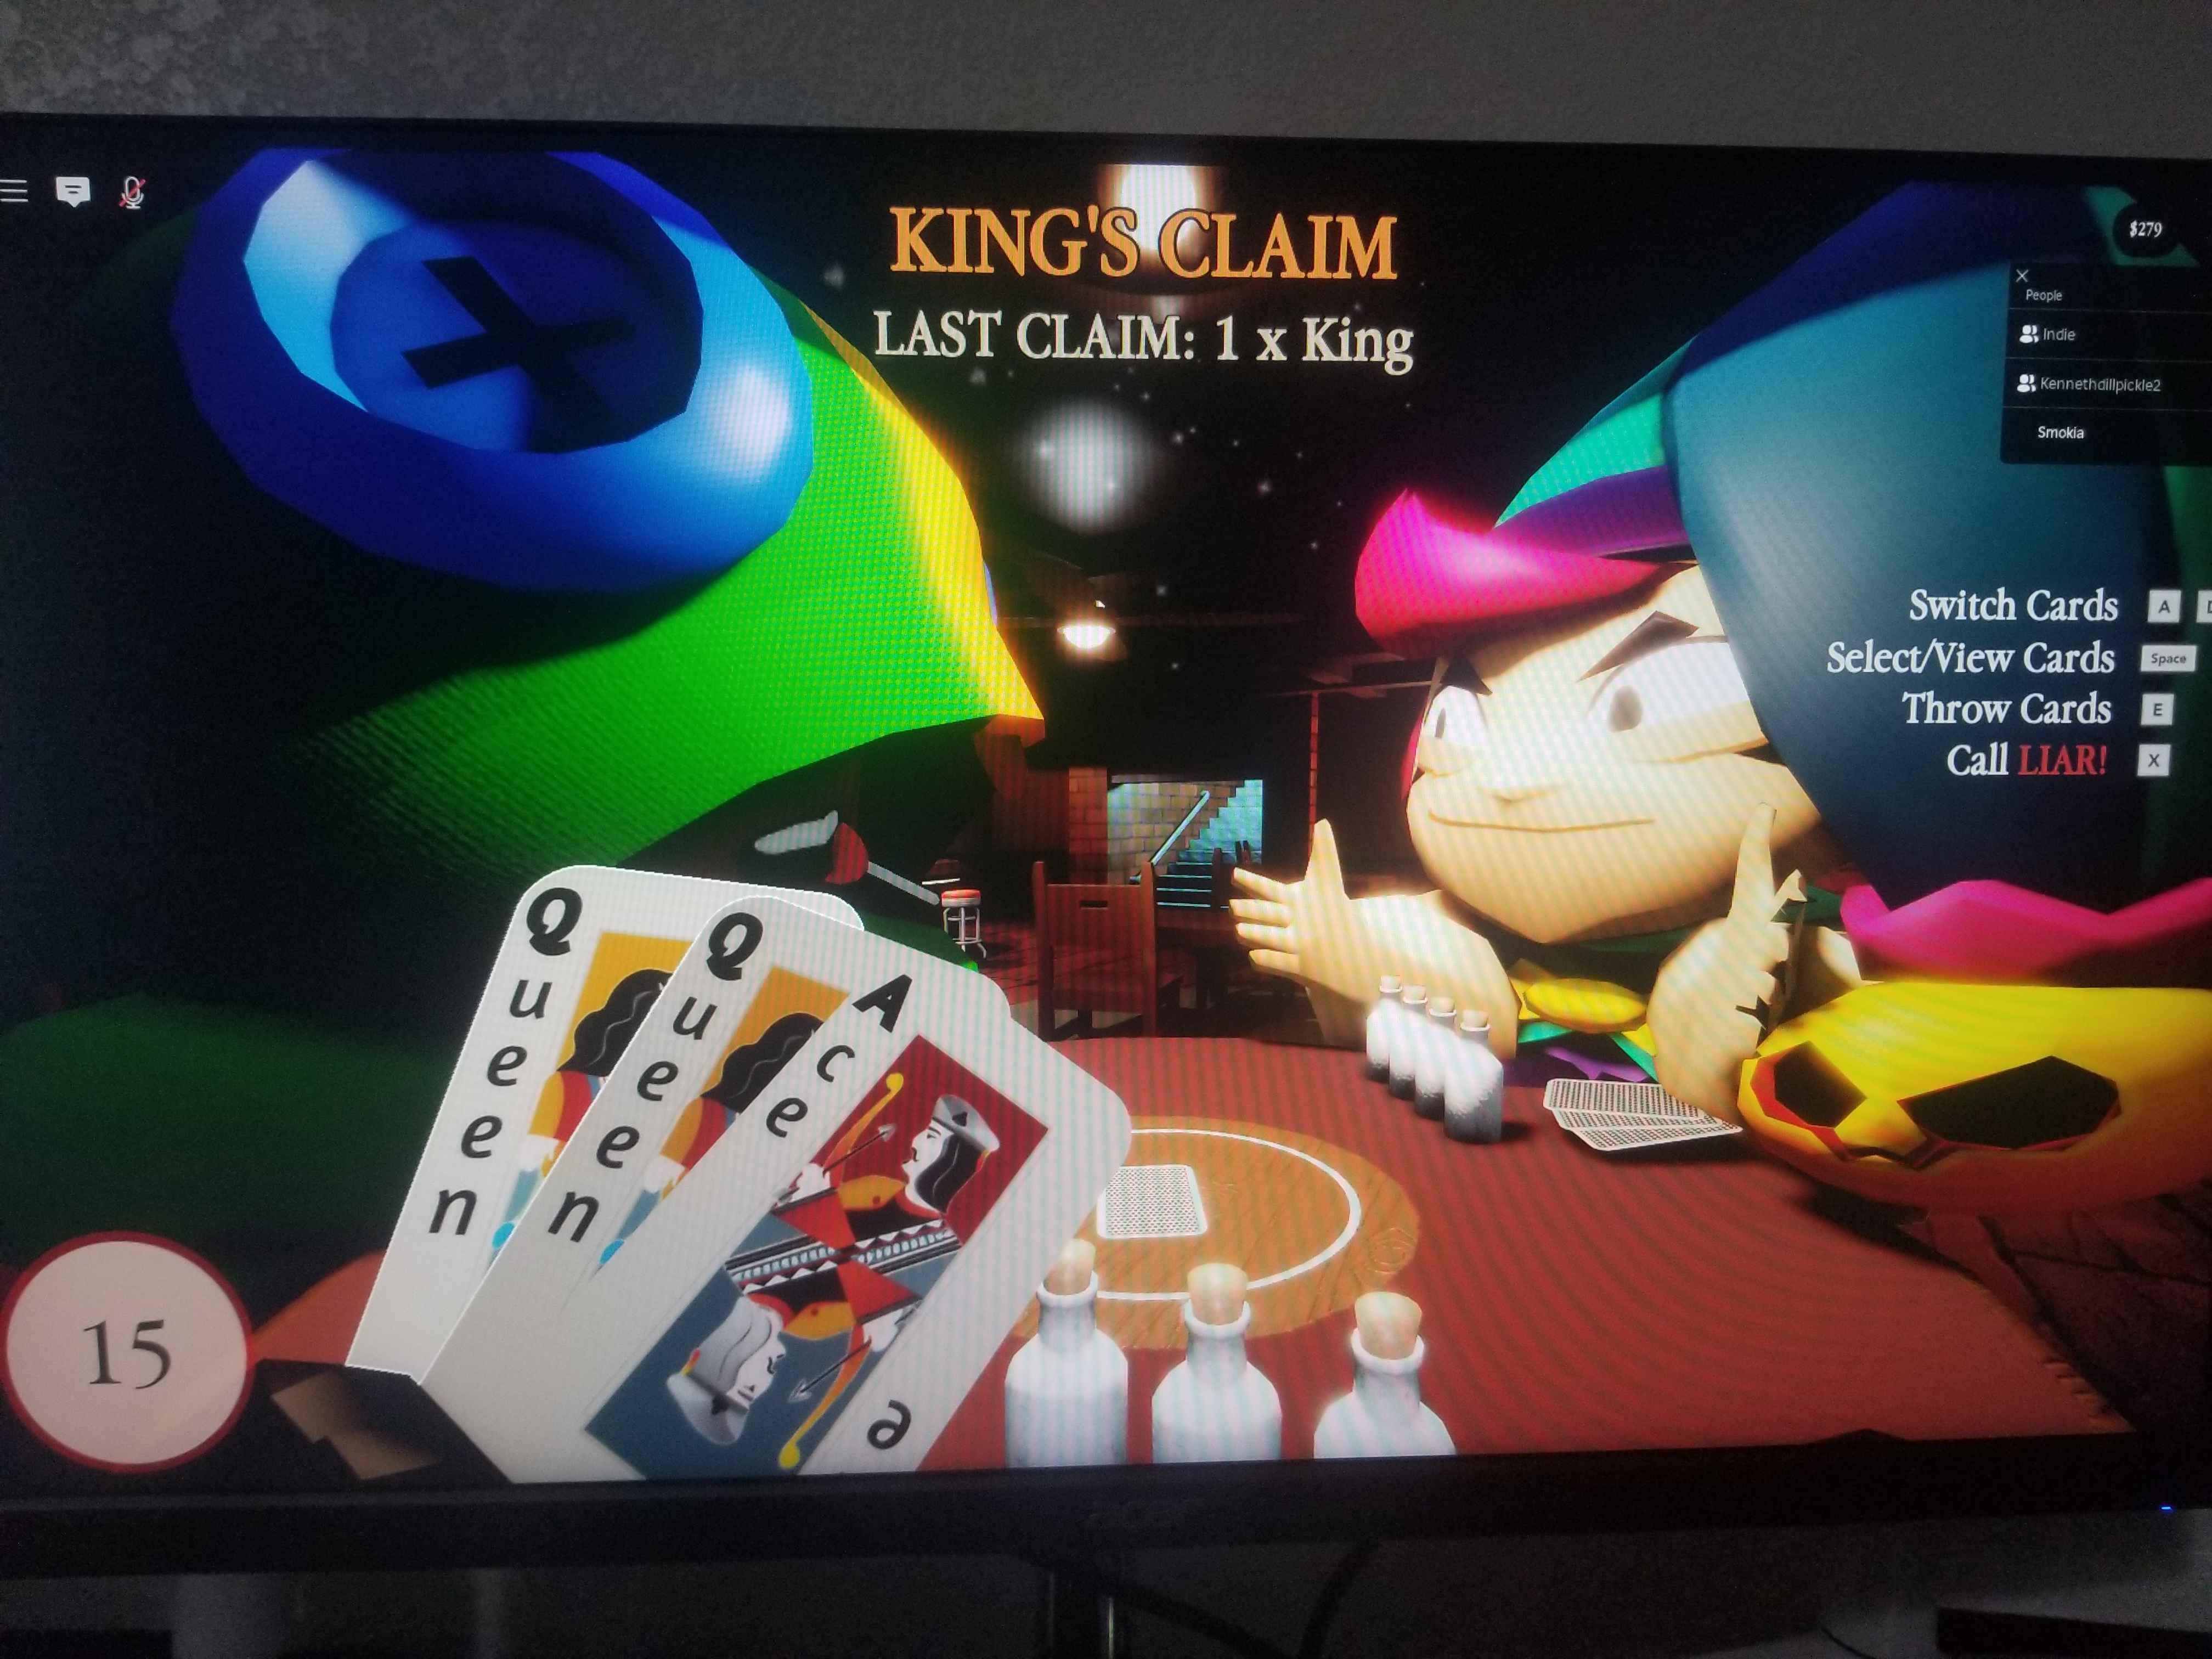 KING'S CLAIM
LAST CLAIM: 1 x King
$279
People
Indie
Kennethdillpickle2
Smokia
Switch Cards A
Select/View Cards Space
Throw Cards E
Call LIAR! X
Queen
Queen
Ace
a
15